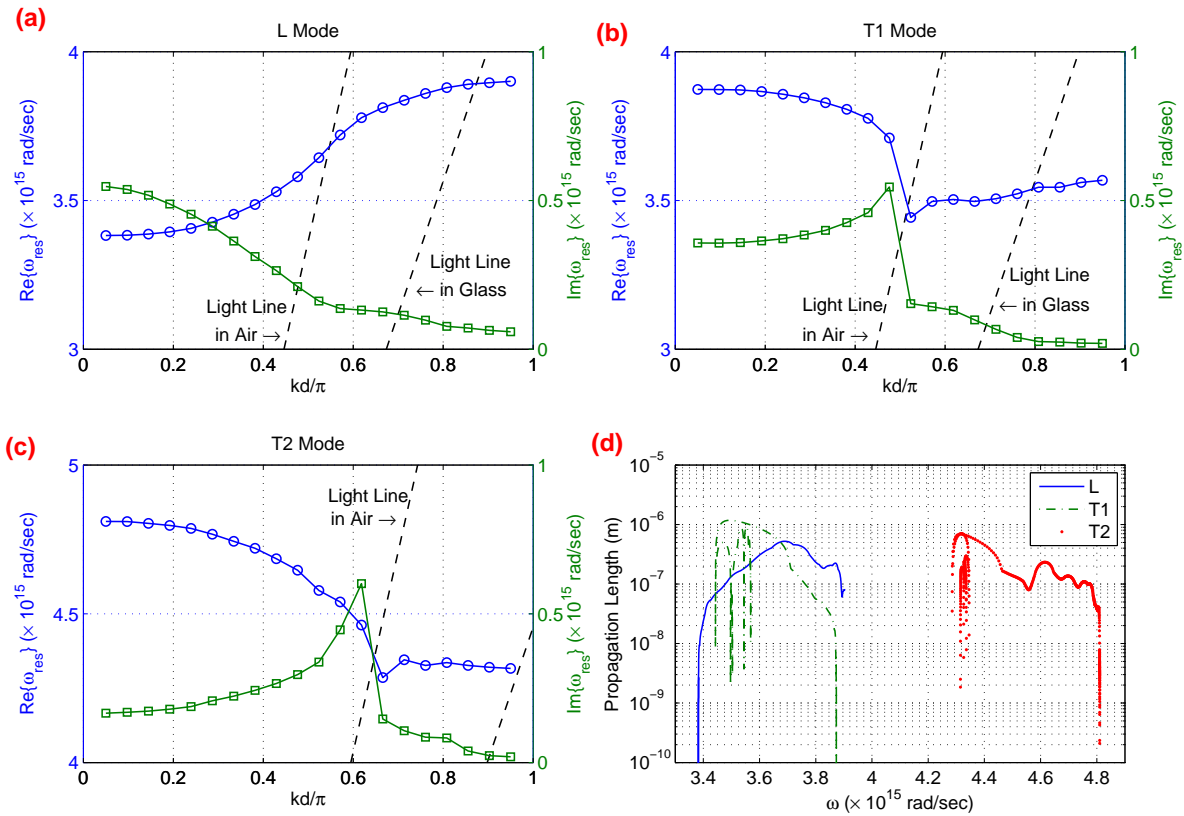 (a)
L Mode
Re{ω_res} (× 10^15 rad/sec)
4
3.5
3
1
0.5
0
Im{ω_res} (× 10^15 rad/sec)
Light Line
in Air →
Light Line
← in Glass
0 0.2 0.4 0.6 0.8 1
kd/π
(b)
T1 Mode
Re{ω_res} (× 10^15 rad/sec)
4
3.5
3
1
0.5
0
Im{ω_res} (× 10^15 rad/sec)
Light Line
in Air →
Light Line
← in Glass
0 0.2 0.4 0.6 0.8 1
kd/π
(c)
T2 Mode
Re{ω_res} (× 10^15 rad/sec)
5
4.5
4
1
0.5
0
Im{ω_res} (× 10^15 rad/sec)
Light Line
in Air →
0 0.2 0.4 0.6 0.8 1
kd/π
(d)
Propagation Length (m)
10^-5
10^-6
10^-7
10^-8
10^-9
10^-10
L
T1
T2
3.4 3.6 3.8 4 4.2 4.4 4.6 4.8
ω (× 10^15 rad/sec)